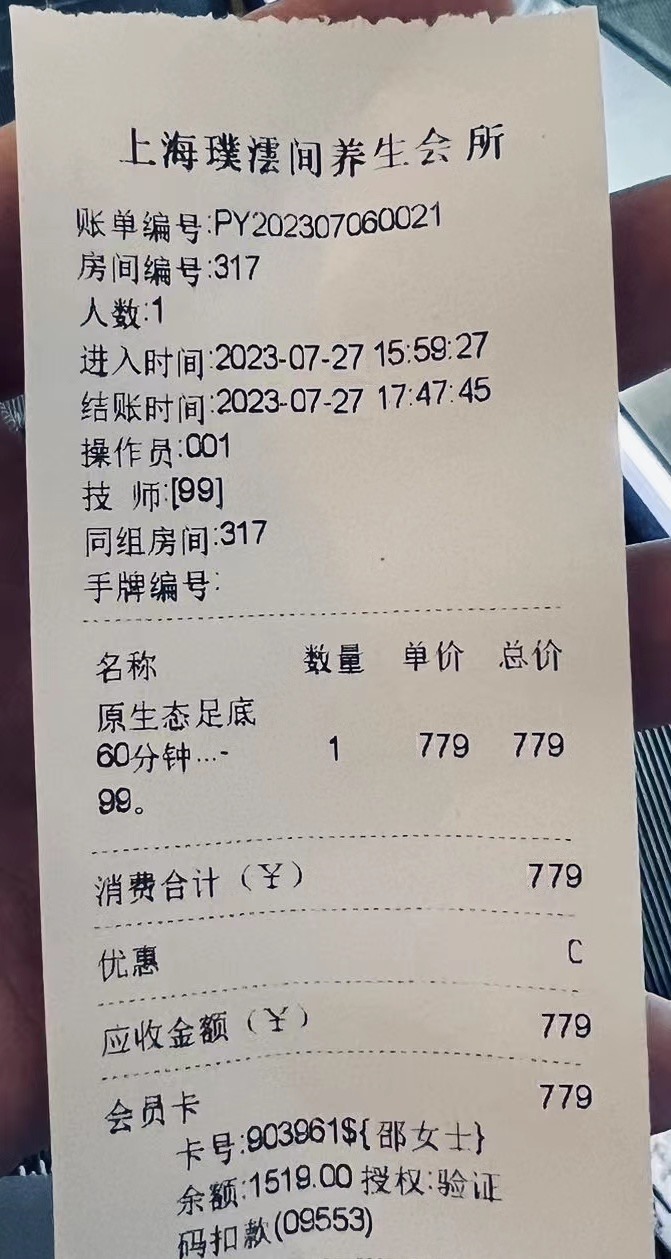 上海璞澐间养生会所
账单编号:PY202307060021
房间编号:317
人数:1
进入时间:2023-07-27 15:59:27
结账时间:2023-07-27 17:47:45
操作员:001
技 师:[99]
同组房间:317
手牌编号:
名称 数量 单价 总价
原生态足底
60分钟…- 1 779 779
99。
消费合计（¥） 779
优惠
应收金额（¥） 779
会员卡 779
卡号:903961${邵女士}
余额:1519.00 授权:验证
码扣款(09553)